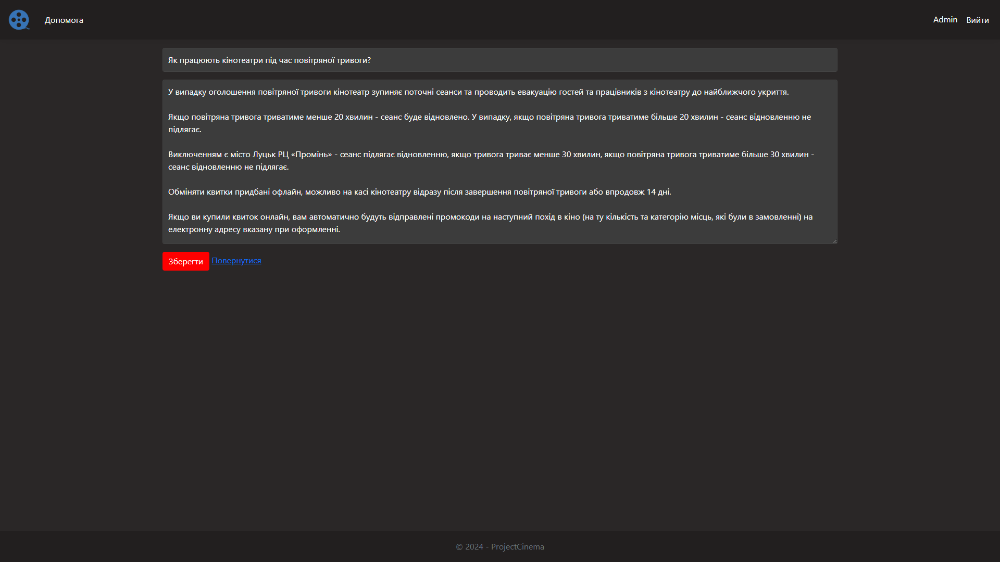 Допомога
Admin
Вийти
Як працюють кінотеатри під час повітряної тривоги?
У випадку оголошення повітряної тривоги кінотеатр зупиняє поточні сеанси та проводить евакуацію гостей та працівників з кінотеатру до найближчого укриття.
Якщо повітряна тривога триватиме менше 20 хвилин - сеанс буде відновлено. У випадку, якщо повітряна тривога триватиме більше 20 хвилин - сеанс відновленню не
підлягає.
Виключенням є місто Луцьк РЦ «Промінь» - сеанс підлягає відновленню, якщо тривога триває менше 30 хвилин, якщо повітряна тривога триватиме більше 30 хвилин -
сеанс відновленню не підлягає.
Обміняти квитки придбані офлайн, можливо на касі кінотеатру відразу після завершення повітряної тривоги або впродовж 14 дні.
Якщо ви купили квиток онлайн, вам автоматично будуть відправлені промокоди на наступний похід в кіно (на ту кількість та категорію місць, які були в замовленні) на
електронну адресу вказану при оформленні.
Зберегти
Повернутися
© 2024 - ProjectCinema